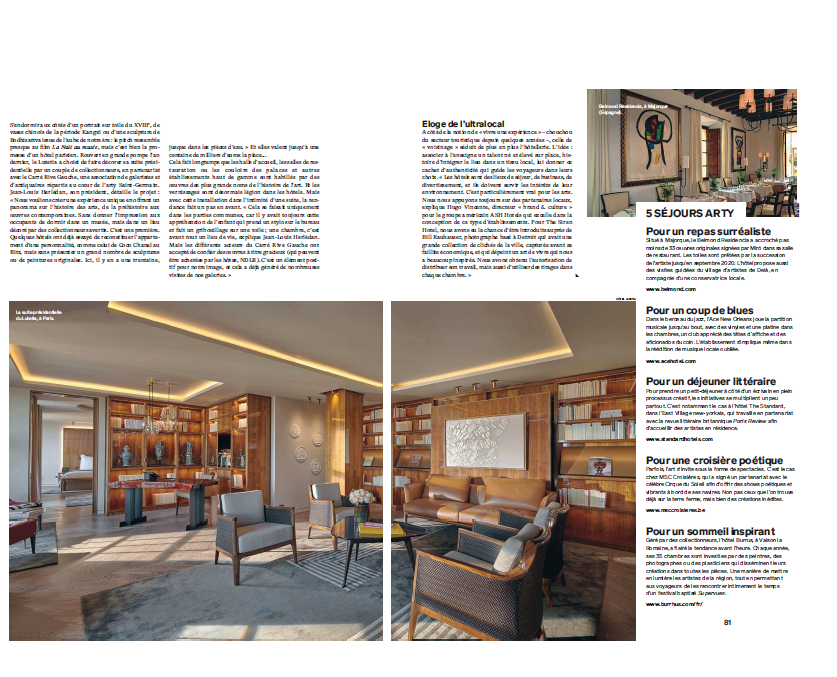 S'endormir aux côtés d'un portrait sur toile du XVIIIᵉ, de
vases chinois de la période Kangxi ou d'une sculpture de
Bodhisattva issue de l'aube de notre ère : le pitch ressemble
presque au film La Nuit au musée, mais c'est bien la pro-
messe d'un hôtel parisien. Rouvert en grande pompe l'an
dernier, le Lutetia a choisi de faire décorer sa suite prési-
dentielle par un couple de collectionneurs, en partenariat
avec le Carré Rive Gauche, une association de galeristes et
d'antiquaires répartis au cœur de l'arty Saint-Germain.
Jean-Louis Herlédan, son président, détaille le projet :
« Nous voulions créer une expérience unique en offrant un
panorama sur l'histoire des arts, de la préhistoire aux
œuvres contemporaines. Sans donner l'impression aux
occupants de dormir dans un musée, mais dans un lieu
décoré par des collectionneurs avertis. C'est une première.
Quelques hôtels ont déjà essayé de reconstituer l'apparte-
ment d'une personnalité, comme celui de Coco Chanel au
Ritz, mais sans présenter un grand nombre de sculptures
ou de peintures originales. Ici, il y en a une trentaine,
jusque dans les pièces d'eau. » Et elles valent jusqu'à une
centaine de milliers d'euros la pièce…
Cela fait longtemps que les halls d'accueil, les salles de res-
tauration ou les couloirs des palaces et autres
établissements haut de gamme sont habillés par des
œuvres des plus grands noms de l'histoire de l'art. Et les
vernissages sont désormais légion dans les hôtels. Mais
avec cette installation dans l'intimité d'une suite, la ten-
dance fait un pas en avant. « Cela se faisait uniquement
dans les parties communes, car il y avait toujours cette
appréhension de l'enfant qui prend un stylo sur le bureau
et fait un gribouillage sur une toile ; une chambre, c'est
avant tout un lieu de vie, explique Jean-Louis Herlédan.
Mais les différents acteurs du Carré Rive Gauche ont
accepté de confier des œuvres à titre gracieux (qui peuvent
être achetées par les hôtes, NDLR). C'est un élément posi-
tif pour notre image, et cela a déjà généré de nombreuses
visites de nos galeries. »
Eloge de l'ultralocal
A côté de la notion de « vivre une expérience » – chouchou
du secteur touristique depuis quelques années –, celle de
« voisinage » séduit de plus en plus l'hôtellerie. L'idée :
associer à l'enseigne un talent né et élevé sur place, his-
toire d'intégrer le lieu dans un tissu local, lui donner ce
cachet d'authenticité qui guide les voyageurs dans leurs
choix. « Les hôtels sont des lieux de séjour, de business, de
divertissement, et ils doivent servir les intérêts de leur
environnement. C'est particulièrement vrai pour les arts.
Nous nous appuyons toujours sur des partenaires locaux,
explique Hugo Vincente, directeur « brand & culture »
pour le groupe américain ASH Hotels qui excelle dans la
conception de ce type d'établissements. Pour The Siren
Hotel, nous avons eu la chance d'être introduits auprès de
Bill Rauhauser, photographe basé à Detroit qui avait une
grande collection de clichés de la ville, capturés avant sa
faillite économique, et qui dépeint un art de vivre qui nous
a beaucoup inspirés. Nous avons obtenu l'autorisation de
distribuer son travail, mais aussi d'utiliser des tirages dans
chaque chambre. »
Belmond Residencia, à Majorque
(Espagne).
La suite présidentielle
du Lutetia, à Paris.
5 SÉJOURS ARTY
Pour un repas surréaliste
Situé à Majorque, le Belmond Residencia a accroché pas
moins de 33 œuvres originales signées par Miró dans sa salle
de restaurant. Les toiles sont prêtées par la succession
de l'artiste jusqu'en septembre 2020. L'hôtel propose aussi
des visites guidées du village d'artistes de Deià, en
compagnie d'une conservatrice locale.
www.belmond.com
Pour un coup de blues
Dans le berceau du jazz, l'Ace New Orleans joue la partition
musicale jusqu'au bout, avec des vinyles et une platine dans
les chambres, un club apprécié des têtes d'affiche et des
aficionados du coin. L'établissement s'implique même dans
la réédition de musique locale oubliée.
www.acehotel.com
Pour un déjeuner littéraire
Pour prendre un petit-déjeuner à côté d'un écrivain en plein
processus créatif, les initiatives se multiplient un peu
partout. C'est notamment le cas à l'hôtel The Standard,
dans l'East Village new-yorkais, qui travaille en partenariat
avec la revue littéraire britannique Paris Review afin
d'accueillir des artistes en résidence.
www.standardhotels.com
Pour une croisière poétique
Parfois, l'art s'invite sous la forme de spectacles. C'est le cas
chez MSC Croisières, qui a signé un partenariat avec le
célèbre Cirque du Soleil afin d'offrir des shows poétiques et
vibrants à bord de ses navires. Non pas ceux que l'on trouve
déjà sur la terre ferme, mais bien des créations inédites.
www.msccroisieres.be
Pour un sommeil inspirant
Géré par des collectionneurs, l'hôtel Burrus, à Vaison la
Romaine, a flairé la tendance avant l'heure. Chaque année,
ses 35 chambres sont investies par des peintres, des
photographes ou des plasticiens qui disséminent leurs
créations dans toutes les pièces. Une manière de mettre
en lumière les artistes de la région, tout en permettant
aux voyageurs de les rencontrer intimement le temps
d'un festival baptisé Supervues.
www.burrhus.com/fr/
81